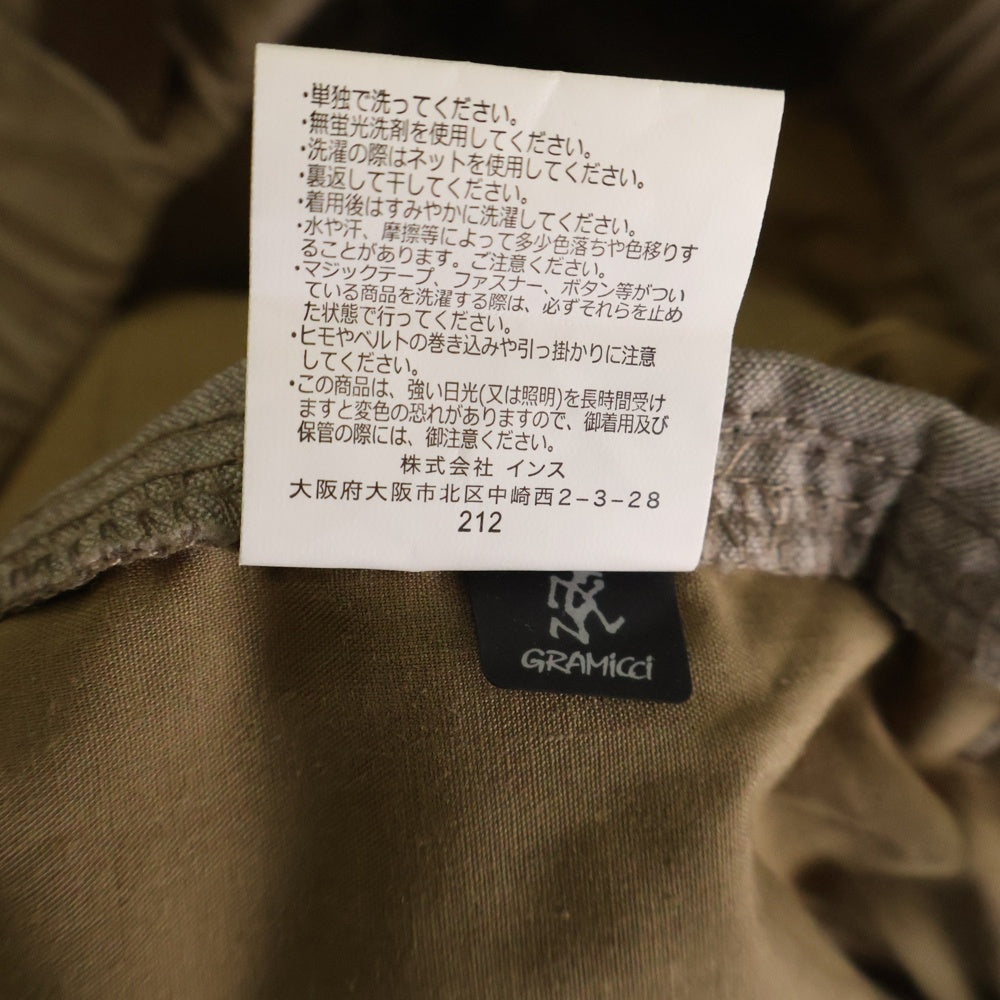 ・単独で洗ってください。
・無蛍光洗剤を使用してください。
・洗濯の際はネットを使用してください。
・裏返して干してください。
・着用後はすみやかに洗濯してください。
・水や汗、摩擦等によって多少色落ちや色移りす
ることがあります。ご注意ください。
・マジックテープ、ファスナー、ボタン等がつい
ている商品を洗濯する際は、必ずそれらを止め
た状態で行ってください。
・ヒモやベルトの巻き込みや引っ掛かりに注意
してください。
・この商品は、強い日光(又は照明)を長時間受け
ますと変色の恐れがありますので、御着用及び
保管の際には、御注意ください。
株式会社 インス
大阪府大阪市北区中崎西2-3-28
212
GRAMiCCi